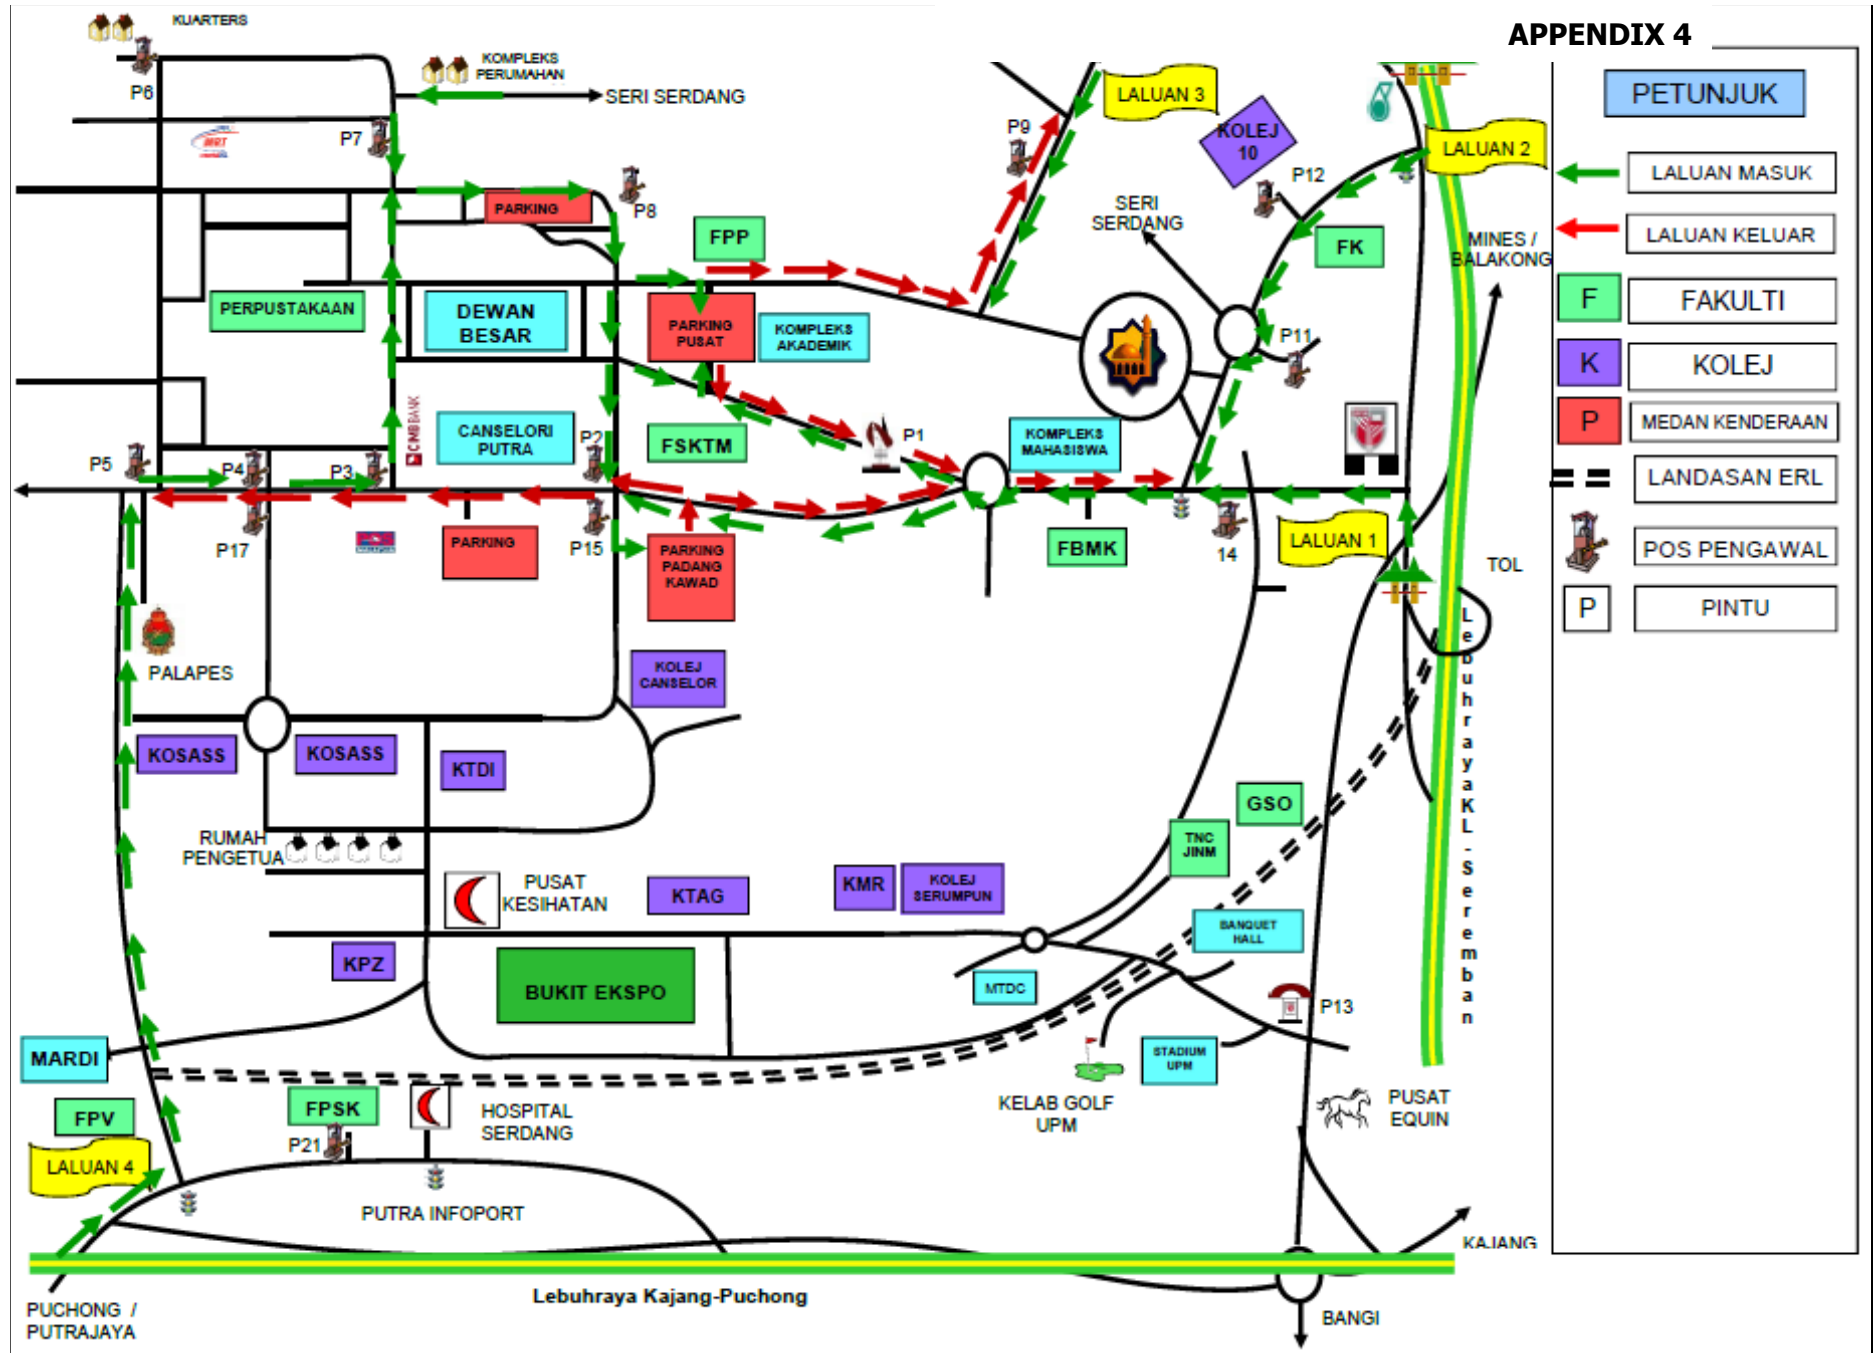 APPENDIX 4
KUARTERS
KOMPLEKS
PERUMAHAN
SERI SERDANG
P6
P7
P8
P9
LALUAN 3
KOLEJ
10
P12
LALUAN 2
SERI
SERDANG
FK
MINES /
BALAKONG
PARKING
FPP
PERPUSTAKAAN
DEWAN
BESAR
PARKING
PUSAT
KOMPLEKS
AKADEMIK
P11
CIMBBANK
CANSELORI
PUTRA
P2
FSKTM
P1
KOMPLEKS
MAHASISWA
P5
P4
P3
P17
PARKING
P15
PARKING
PADANG
KAWAD
FBMK
14
LALUAN 1
TOL
PALAPES
KOLEJ
CANSELOR
KOSASS
KOSASS
KTDI
GSO
RUMAH
PENGETUA
TNC
JINM
PUSAT
KESIHATAN
KTAG
KMR
KOLEJ
SERUMPUN
BANQUET
HALL
KPZ
BUKIT EKSPO
MTDC
P13
MARDI
STADIUM
UPM
FPV
FPSK
HOSPITAL
SERDANG
KELAB GOLF
UPM
PUSAT
EQUIN
P21
LALUAN 4
PUTRA INFOPORT
Lebuhraya KL - Seremban
KAJANG
Lebuhraya Kajang-Puchong
PUCHONG /
PUTRAJAYA
BANGI
PETUNJUK
LALUAN MASUK
LALUAN KELUAR
F
FAKULTI
K
KOLEJ
P
MEDAN KENDERAAN
LANDASAN ERL
POS PENGAWAL
P
PINTU